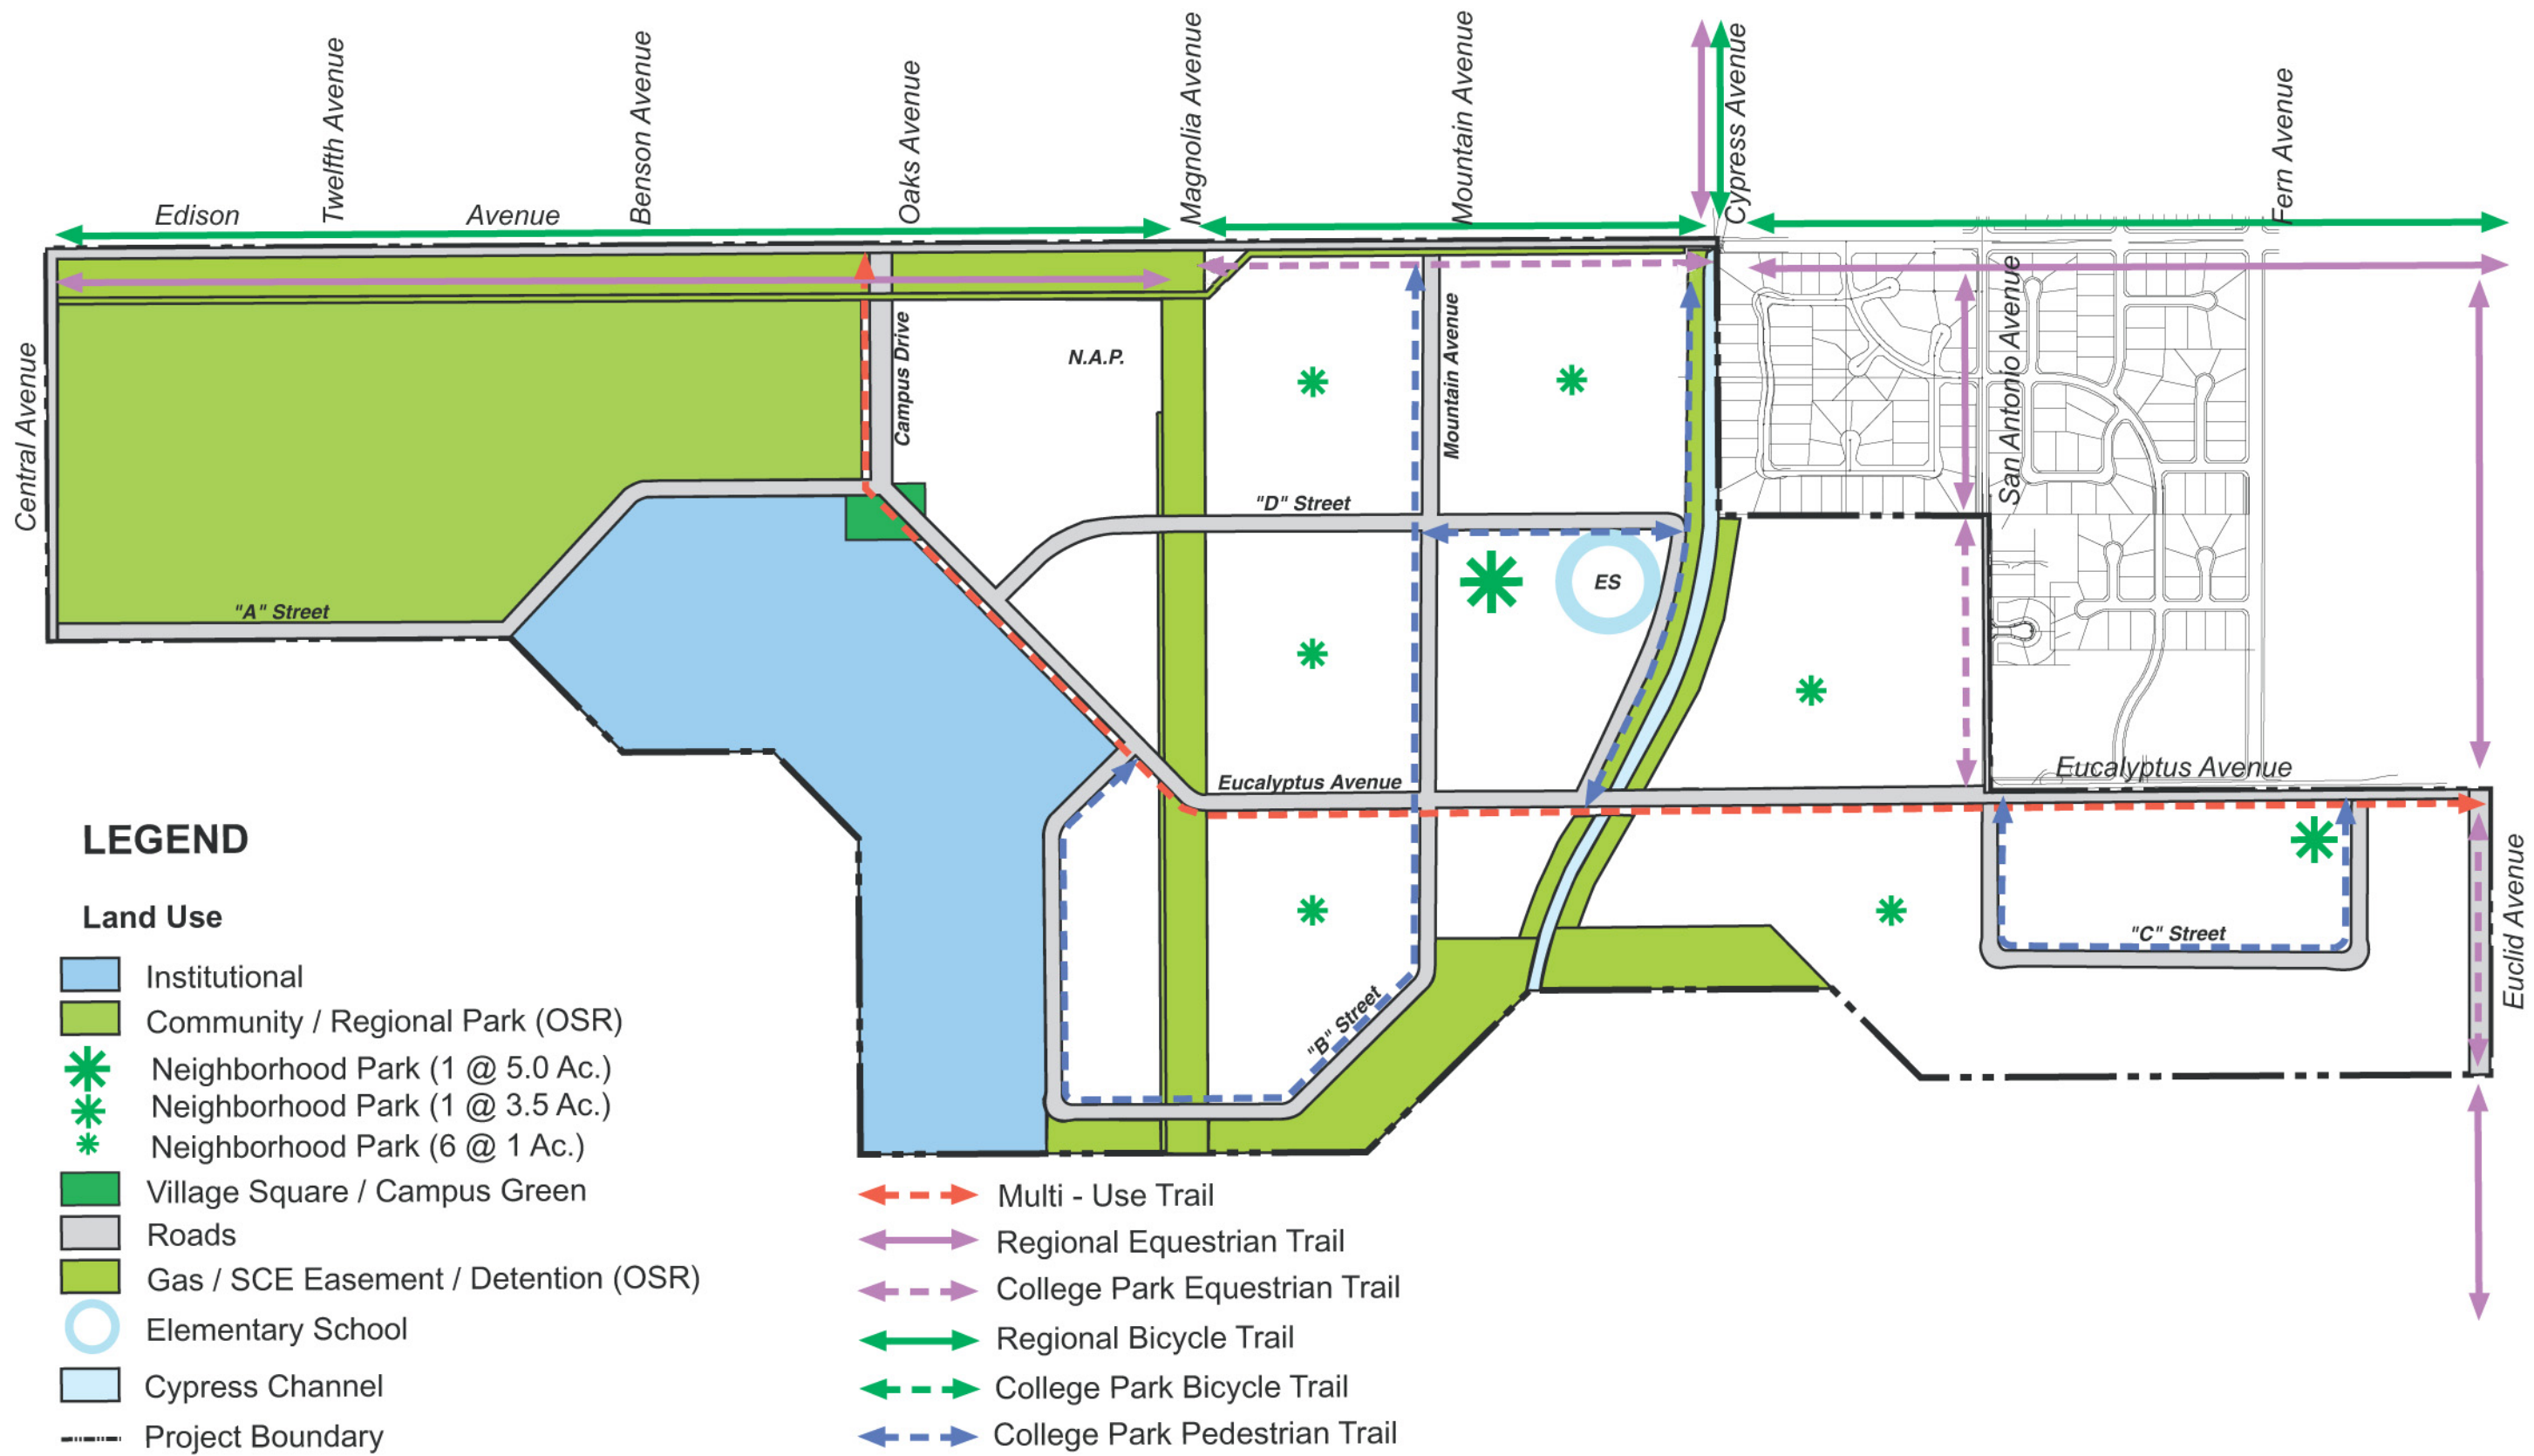 Twelfth Avenue
Benson Avenue
Oaks Avenue
Magnolia Avenue
Mountain Avenue
Cypress Avenue
Fern Avenue
Edison Avenue
Central Avenue
Campus Drive
N.A.P.
Mountain Avenue
San Antonio Avenue
"D" Street
ES
"A" Street
Eucalyptus Avenue
Eucalyptus Avenue
"C" Street
"B" Street
Euclid Avenue
LEGEND
Land Use
Institutional
Community / Regional Park (OSR)
Neighborhood Park (1 @ 5.0 Ac.)
Neighborhood Park (1 @ 3.5 Ac.)
Neighborhood Park (6 @ 1 Ac.)
Village Square / Campus Green
Roads
Gas / SCE Easement / Detention (OSR)
Elementary School
Cypress Channel
Project Boundary
Multi - Use Trail
Regional Equestrian Trail
College Park Equestrian Trail
Regional Bicycle Trail
College Park Bicycle Trail
College Park Pedestrian Trail